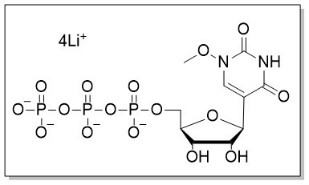 O
4Li⁺
O N NH
O O O O
O⁻ P O P O P O O
O⁻ O⁻ O⁻
OH OH